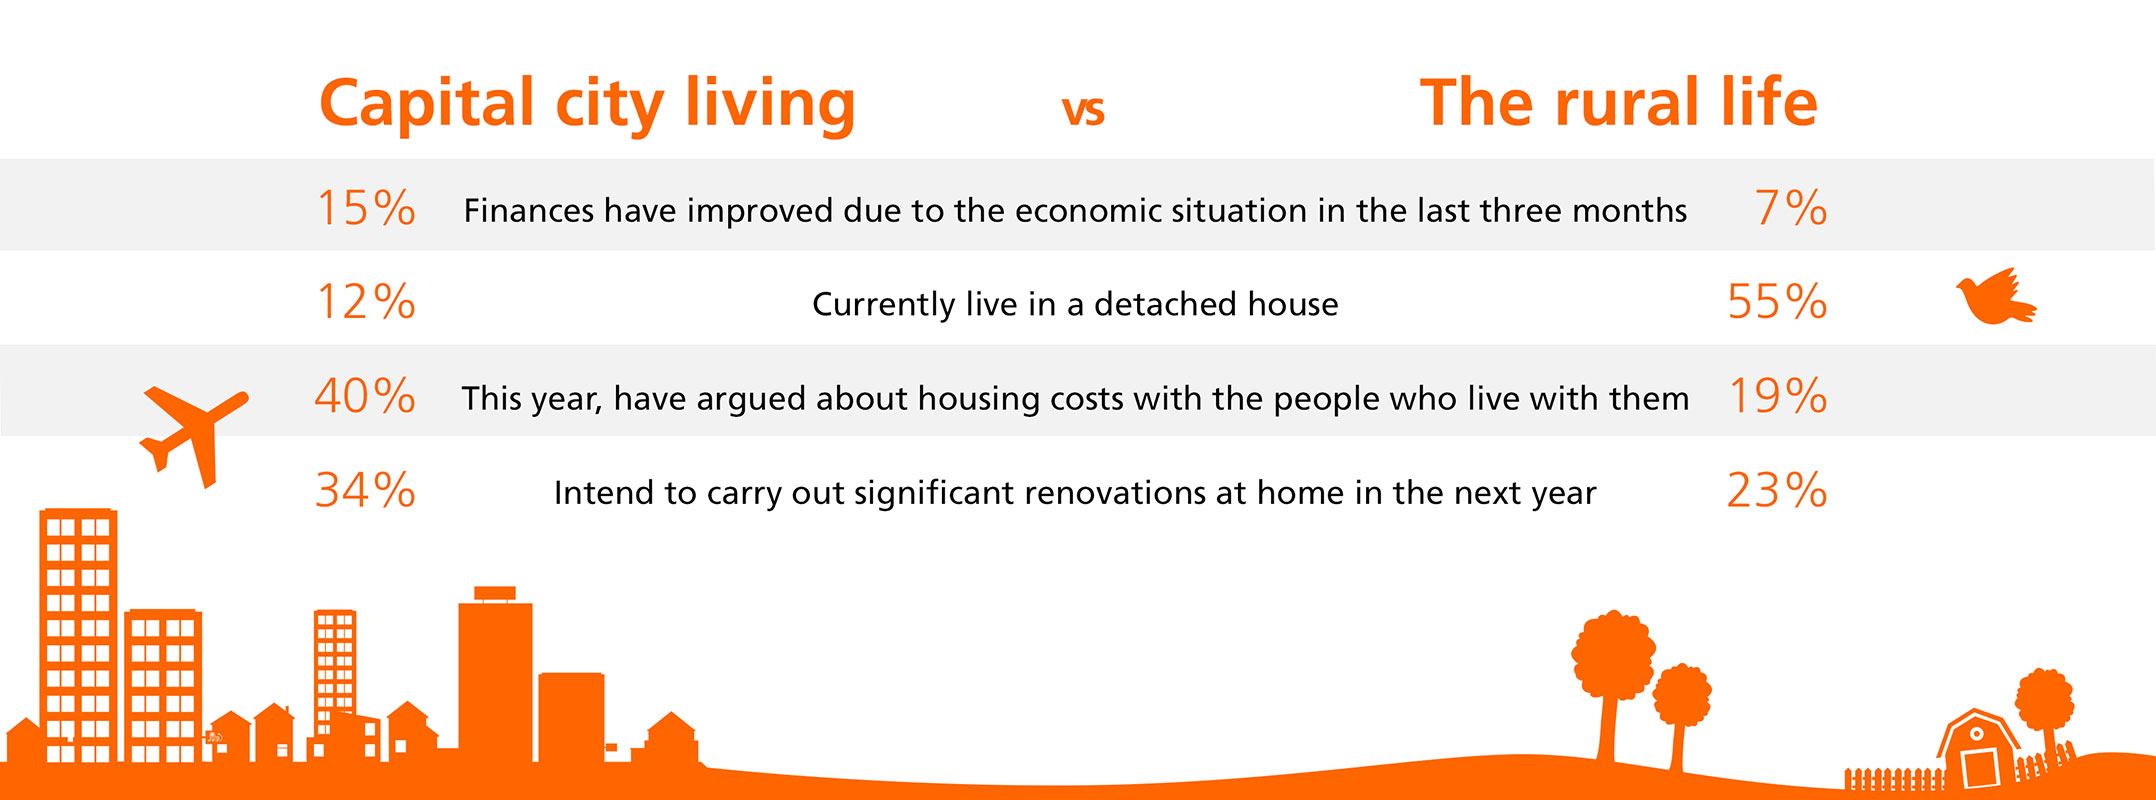 Capital city living vs The rural life
15% Finances have improved due to the economic situation in the last three months 7%
12% Currently live in a detached house 55%
40% This year, have argued about housing costs with the people who live with them 19%
34% Intend to carry out significant renovations at home in the next year 23%